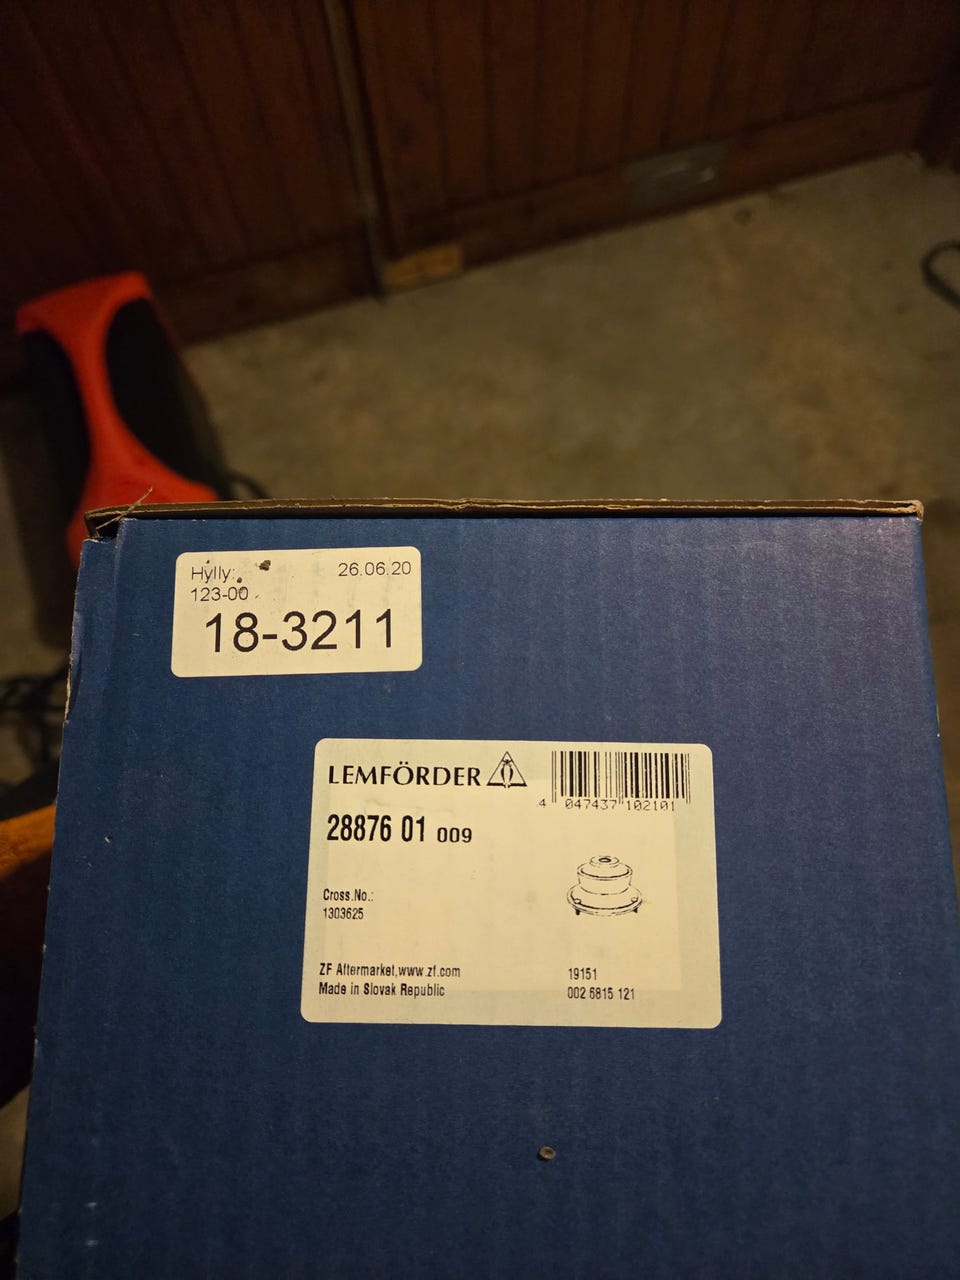 Hylly: 26.06.20
123-00
18-3211
LEMFÖRDER
4 047437 102101
28876 01 009
Cross.No.:
1303625
ZF Aftermarket,www.zf.com 19151
Made in Slovak Republic 002 6815 121